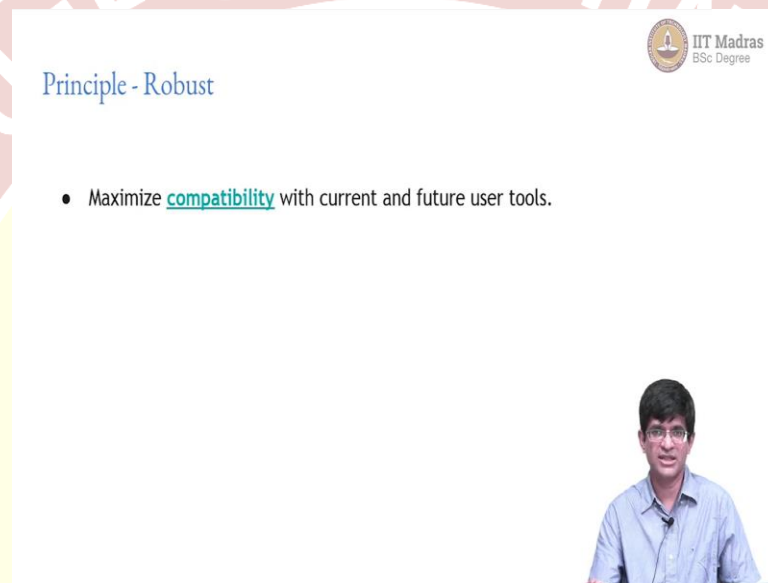 IIT Madras
BSc Degree
Principle - Robust
• Maximize compatibility with current and future user tools.